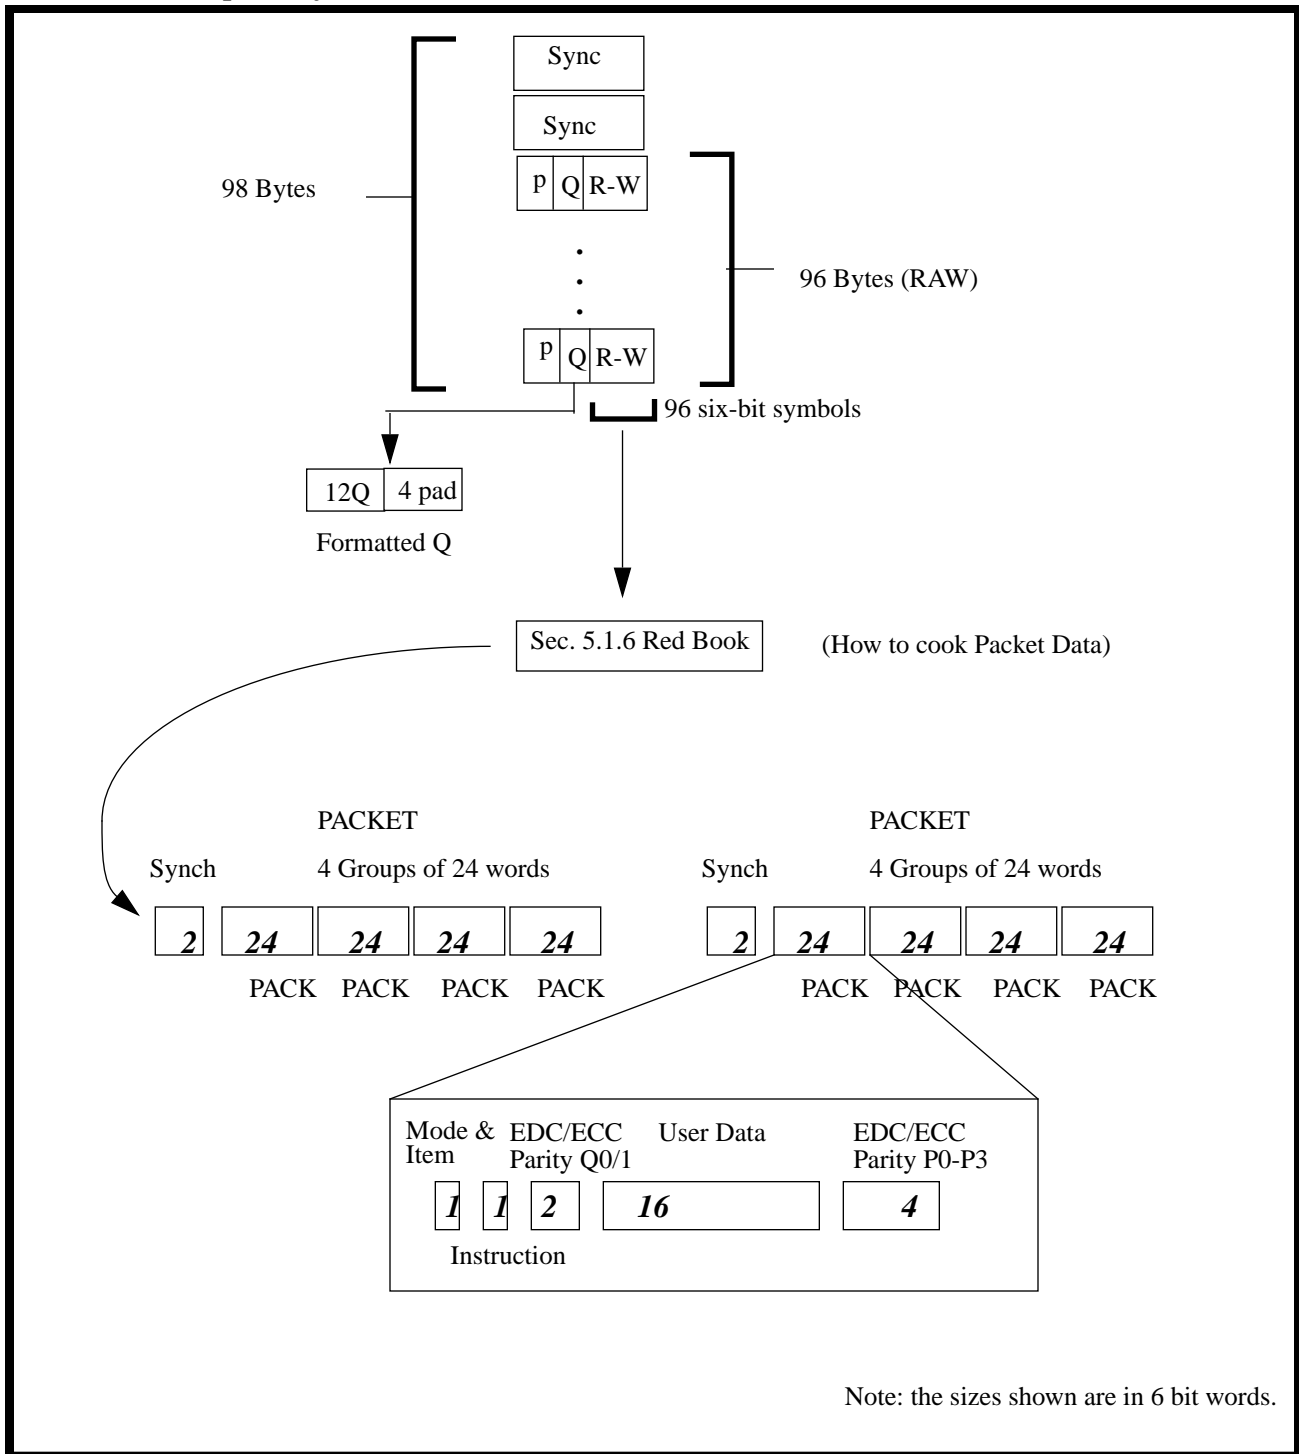 Sync
Sync
p Q R-W
98 Bytes
.
.
.
96 Bytes (RAW)
p Q R-W
96 six-bit symbols
12Q 4 pad
Formatted Q
Sec. 5.1.6 Red Book (How to cook Packet Data)
PACKET PACKET
Synch 4 Groups of 24 words Synch 4 Groups of 24 words
2 24 24 24 24 2 24 24 24 24
PACK PACK PACK PACK PACK PACK PACK PACK
Mode & EDC/ECC User Data EDC/ECC
Item Parity Q0/1 Parity P0-P3
1 1 2 16 4
Instruction
Note: the sizes shown are in 6 bit words.